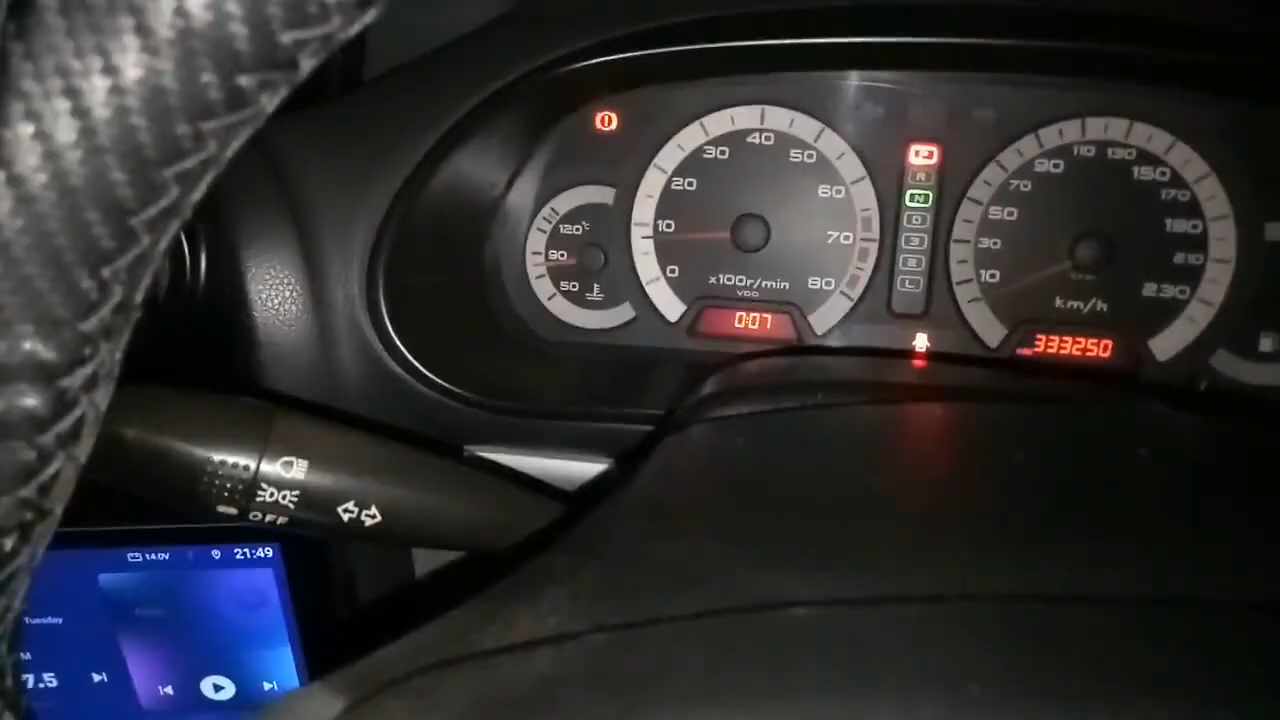 120°C
90
50
0
10
20
30
40
50
60
70
80
x100r/min
VDO
0:07
P
R
N
D
3
2
L
10
30
50
70
90
110
130
150
170
190
210
230
km/h
333250
OFF
14.0V
21:49
Tuesday
7.5